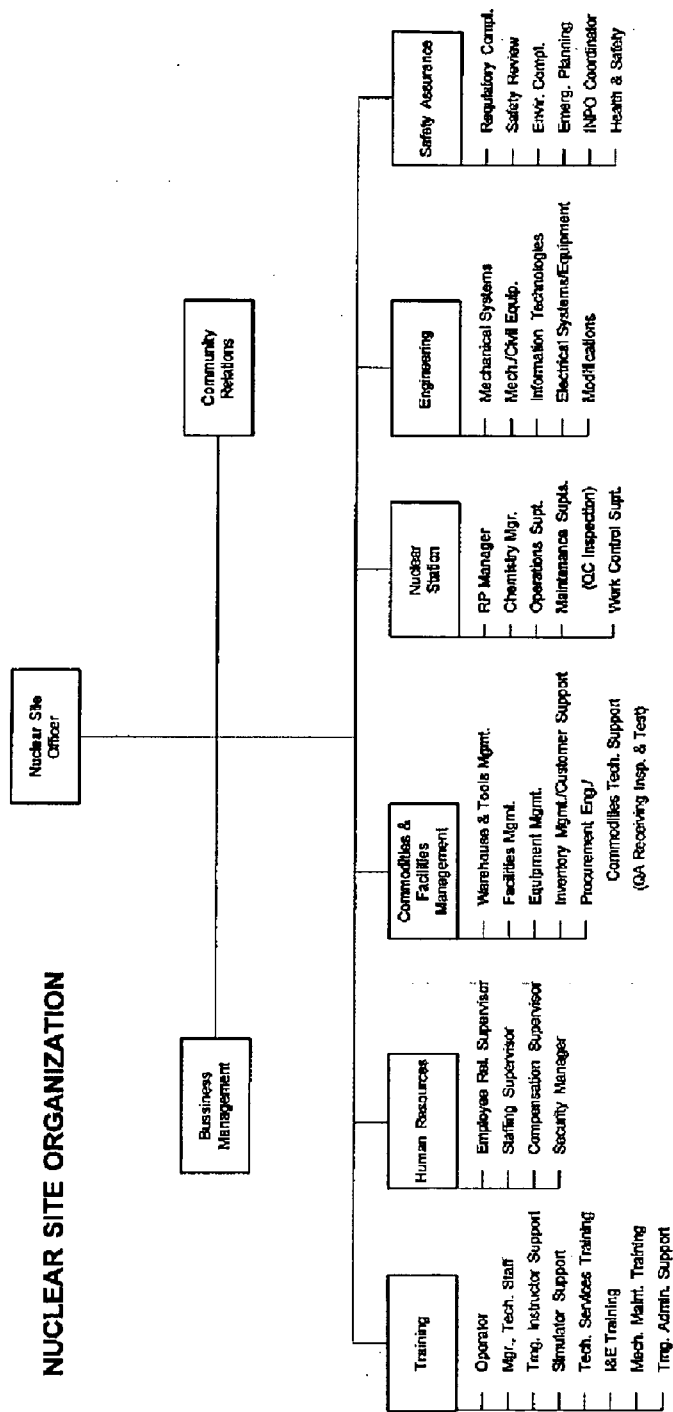 NUCLEAR SITE ORGANIZATION
Nuclear Site
Officer
Bussiness
Management
Community
Relations
Training
Operator
Mgr., Tech. Staff
Trng. Instructor Support
Simulator Support
Tech. Services Training
I&E Training
Mech. Maint. Training
Trng. Admin. Support
Human Resources
Employee Rel. Supervisor
Staffing Supervisor
Compensation Supervisor
Security Manager
Commodities &
Facilities
Management
Warehouse & Tools Mgmt.
Facilities Mgmt.
Equipment Mgmt.
Inventory Mgmt./Customer Support
Procurement Eng./
Commodities Tech. Support
(QA Receiving Insp. & Test)
Nuclear
Station
RP Manager
Chemistry Mgr.
Operations Supt.
Maintenance Supts.
(QC Inspection)
Work Control Supt.
Engineering
Mechanical Systems
Mech./Civil Equip.
Information Technologies
Electrical Systems/Equipment
Modifications
Safety Assurance
Regulatory Compl.
Safety Review
Envir. Compl.
Emerg. Planning
INPO Coordinator
Health & Safety